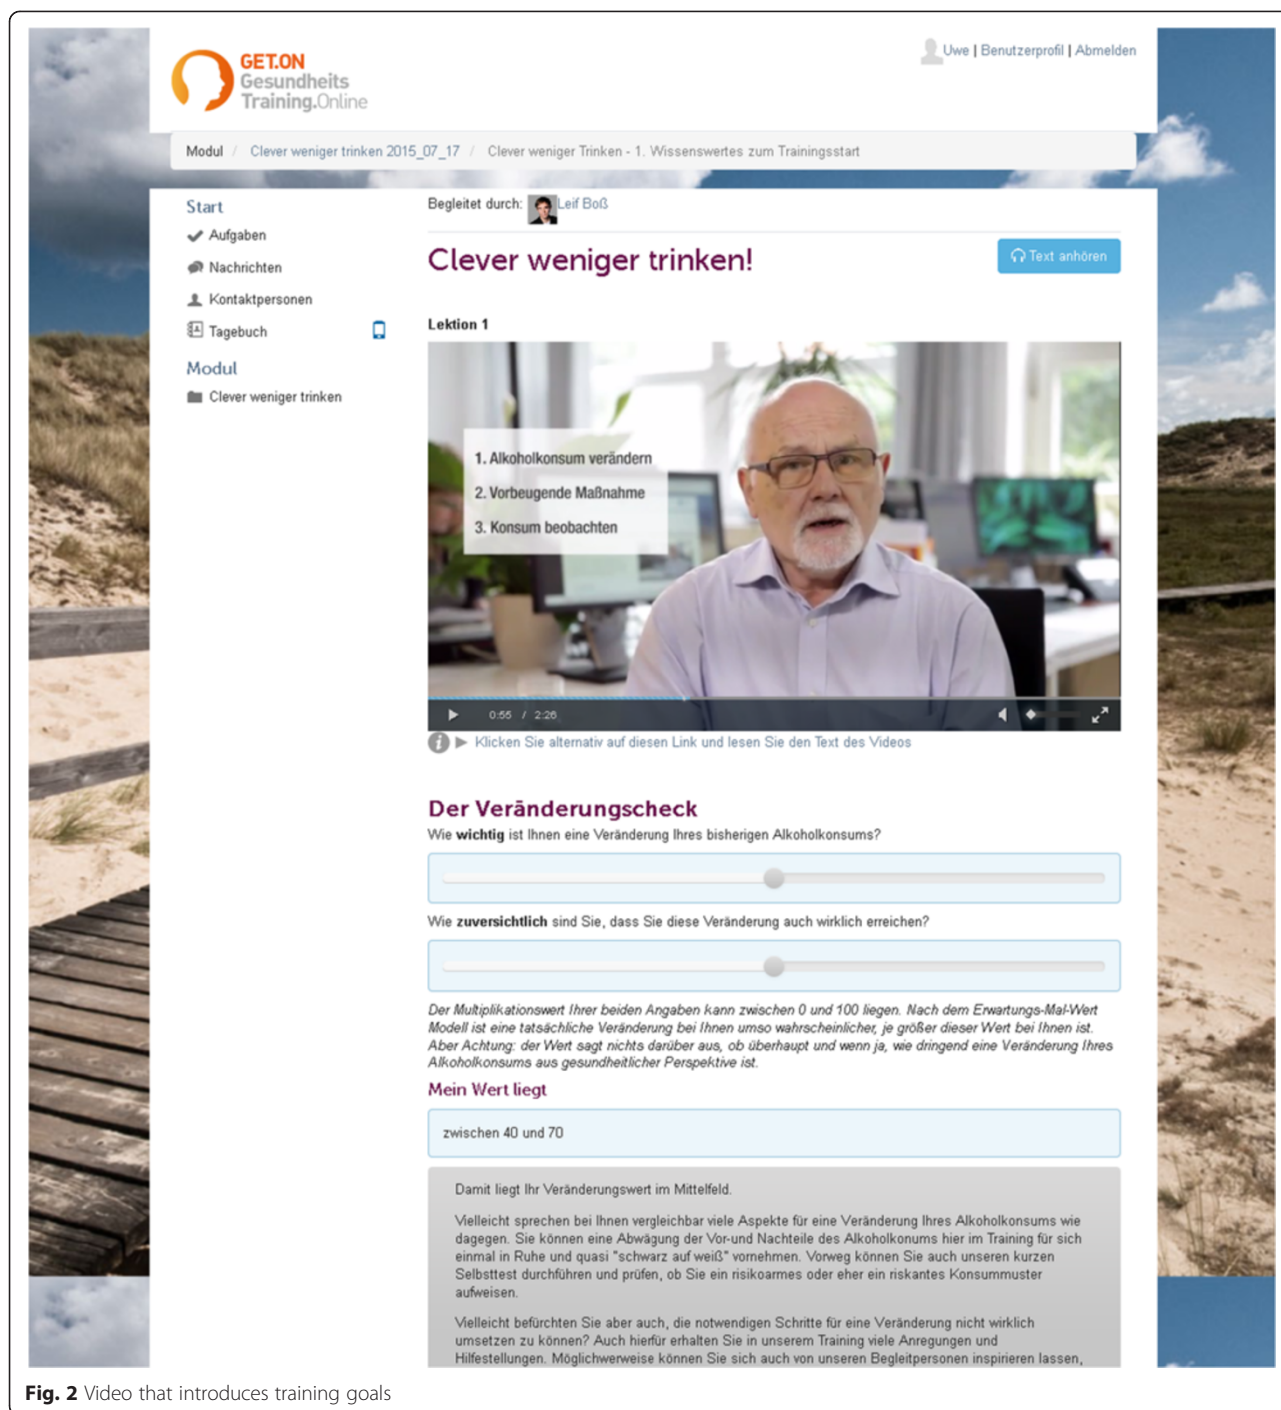 GET.ON
Gesundheits
Training.Online
Uwe | Benutzerprofil | Abmelden
Modul / Clever weniger trinken 2015_07_17 / Clever weniger Trinken - 1. Wissenswertes zum Trainingsstart
Start
Aufgaben
Nachrichten
Kontaktpersonen
Tagebuch
Modul
Clever weniger trinken
Begleitet durch: Leif Boß
Clever weniger trinken!
Text anhören
Lektion 1
1. Alkoholkonsum verändern
2. Vorbeugende Maßnahme
3. Konsum beobachten
0:55 / 2:26
Klicken Sie alternativ auf diesen Link und lesen Sie den Text des Videos
Der Veränderungscheck
Wie wichtig ist Ihnen eine Veränderung Ihres bisherigen Alkoholkonsums?
Wie zuversichtlich sind Sie, dass Sie diese Veränderung auch wirklich erreichen?
Der Multiplikationswert Ihrer beiden Angaben kann zwischen 0 und 100 liegen. Nach dem Erwartungs-Mal-Wert
Modell ist eine tatsächliche Veränderung bei Ihnen umso wahrscheinlicher, je größer dieser Wert bei Ihnen ist.
Aber Achtung: der Wert sagt nichts darüber aus, ob überhaupt und wenn ja, wie dringend eine Veränderung Ihres
Alkoholkonsums aus gesundheitlicher Perspektive ist.
Mein Wert liegt
zwischen 40 und 70
Damit liegt Ihr Veränderungswert im Mittelfeld.
Vielleicht sprechen bei Ihnen vergleichbar viele Aspekte für eine Veränderung Ihres Alkoholkonsums wie
dagegen. Sie können eine Abwägung der Vor-und Nachteile des Alkoholkonums hier im Training für sich
einmal in Ruhe und quasi "schwarz auf weiß" vornehmen. Vorweg können Sie auch unseren kurzen
Selbsttest durchführen und prüfen, ob Sie ein risikoarmes oder eher ein riskantes Konsummuster
aufweisen.
Vielleicht befürchten Sie aber auch, die notwendigen Schritte für eine Veränderung nicht wirklich
umsetzen zu können? Auch hierfür erhalten Sie in unserem Training viele Anregungen und
Hilfestellungen. Möglichwerweise können Sie sich auch von unseren Begleitpersonen inspirieren lassen,
Fig. 2 Video that introduces training goals